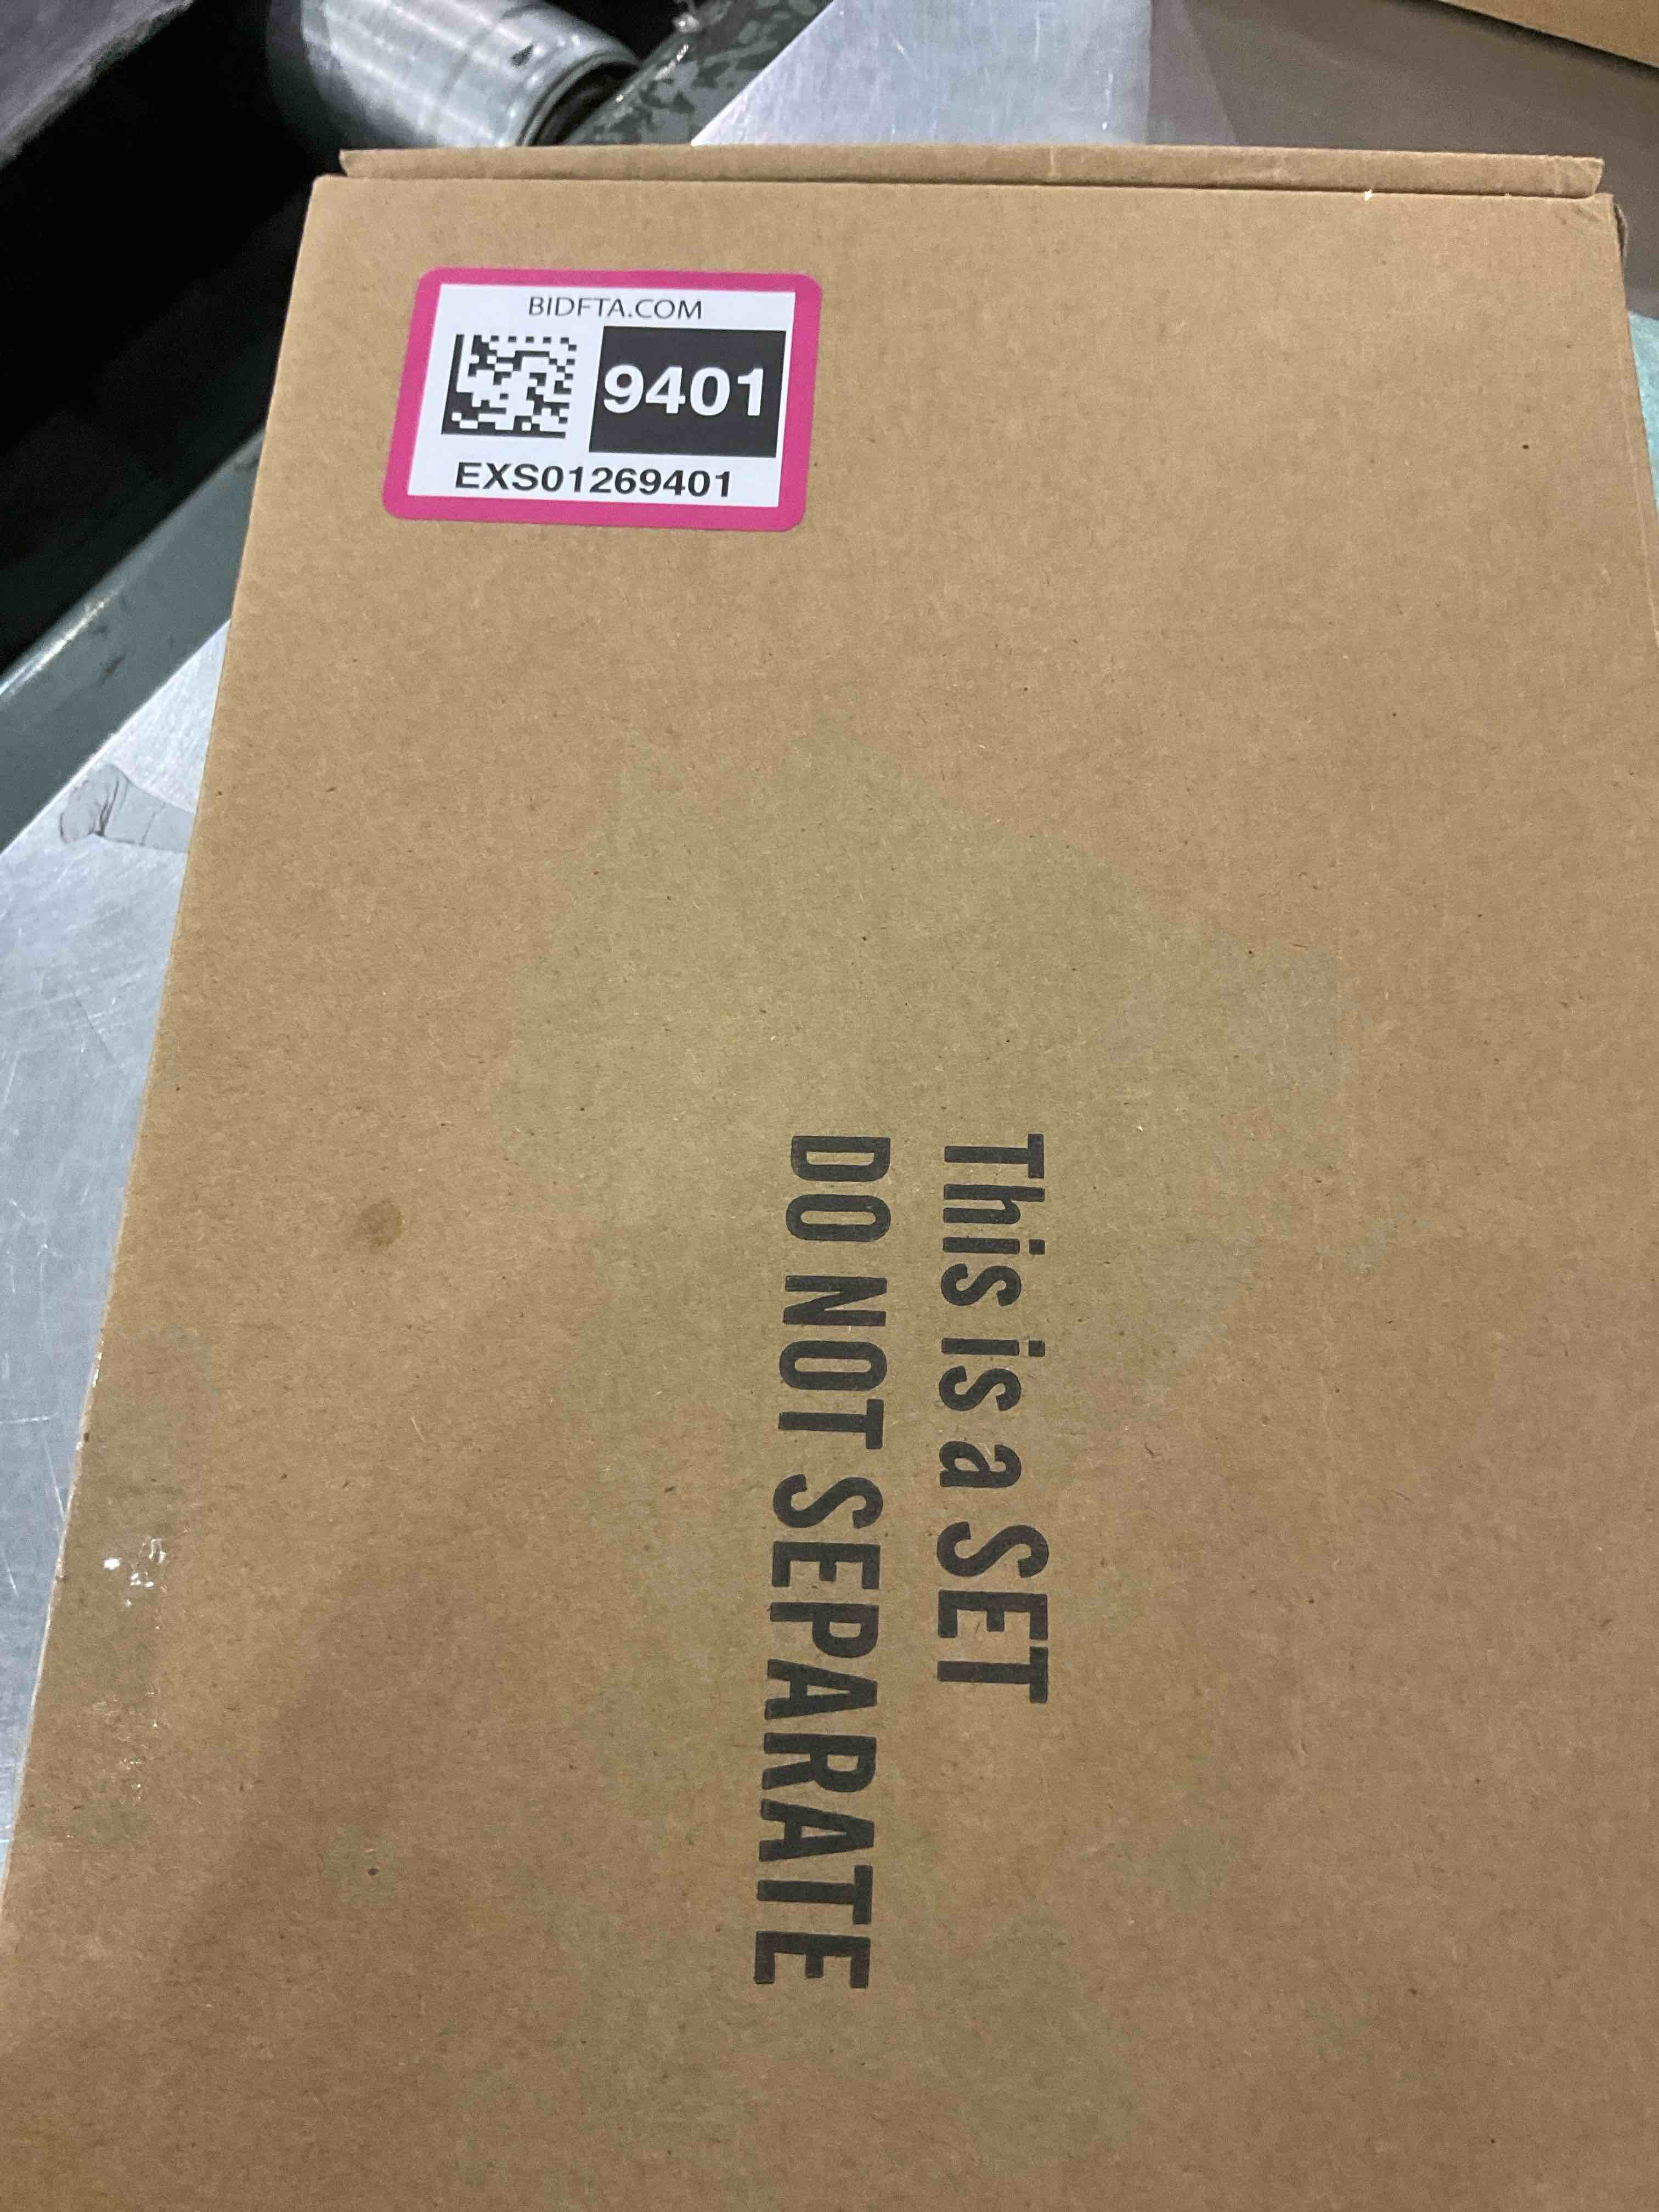 BIDFTA.COM
9401
EXS01269401
This is a SET
DO NOT SEPARATE